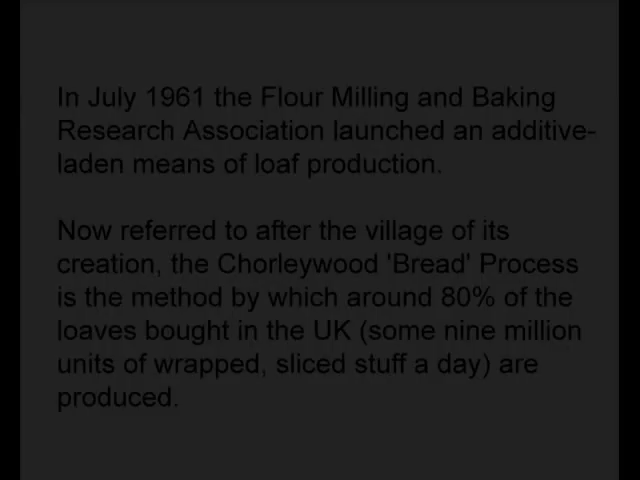 In July 1961 the Flour Milling and Baking
Research Association launched an additive-
laden means of loaf production.
Now referred to after the village of its
creation, the Chorleywood 'Bread' Process
is the method by which around 80% of the
loaves bought in the UK (some nine million
units of wrapped, sliced stuff a day) are
produced.